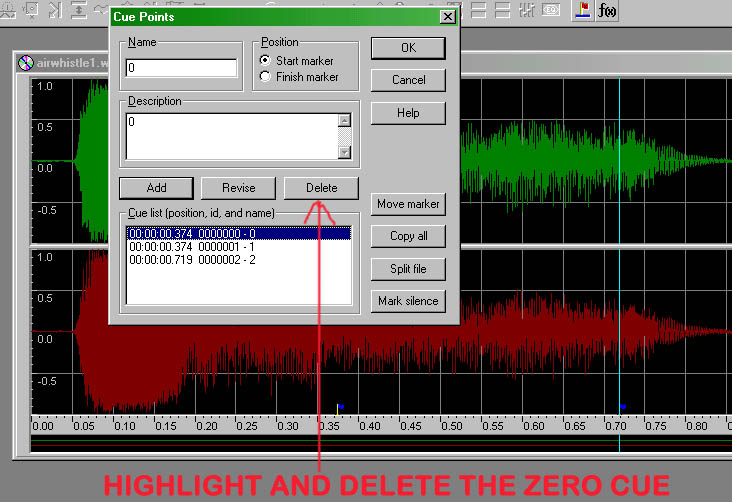 f(x)
airwhistle1.w
Cue Points
Name
0
Position
Start marker
Finish marker
OK
Cancel
Help
Description
0
Add
Revise
Delete
Cue list (position, id, and name)
00:00:00.374 0000000 - 0
00:00:00.374 0000001 - 1
00:00:00.719 0000002 - 2
Move marker
Copy all
Split file
Mark silence
1.0
0.5
0.0
-0.5
1.0
0.5
0.0
-0.5
0.00 0.05 0.10 0.15 0.20 0.25 0.30 0.35 0.40 0.45 0.50 0.55 0.60 0.65 0.70 0.75 0.80
HIGHLIGHT AND DELETE THE ZERO CUE